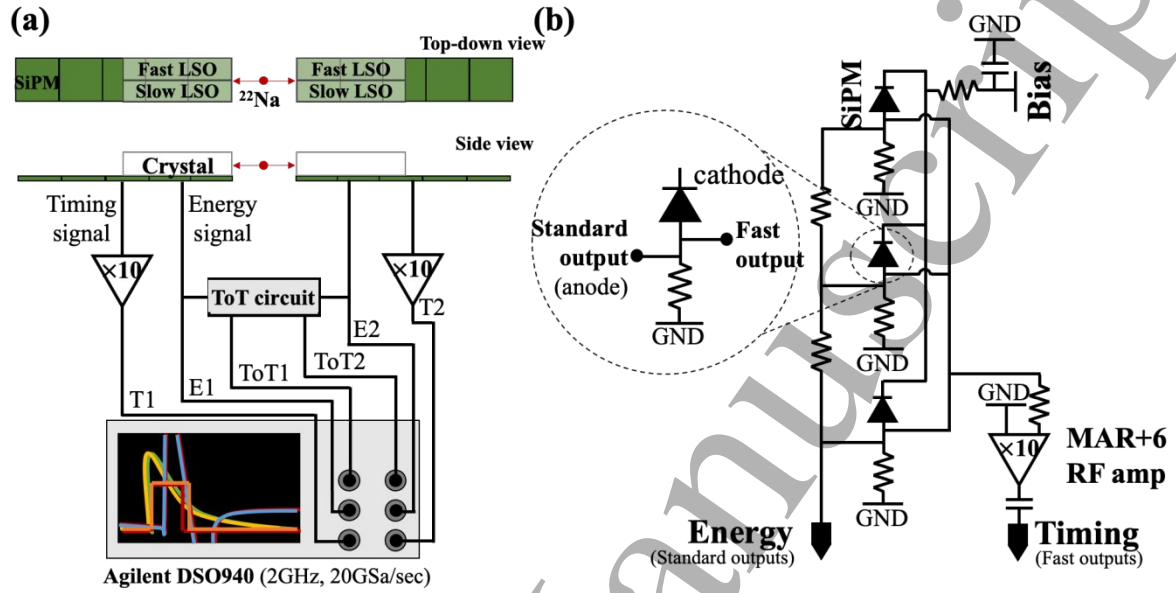 (a)
Top-down view
SiPM
Fast LSO
Slow LSO
²²Na
Fast LSO
Slow LSO
Side view
Crystal
Timing
signal
Energy
signal
×10
×10
ToT circuit
T2
E2
ToT2
ToT1
E1
T1
Agilent DSO940 (2GHz, 20GSa/sec)
(b)
GND
SiPM
Bias
GND
cathode
Standard
output
(anode)
Fast
output
GND
GND
GND
GND
×10
MAR+6
RF amp
Energy
(Standard outputs)
Timing
(Fast outputs)
Manuscript